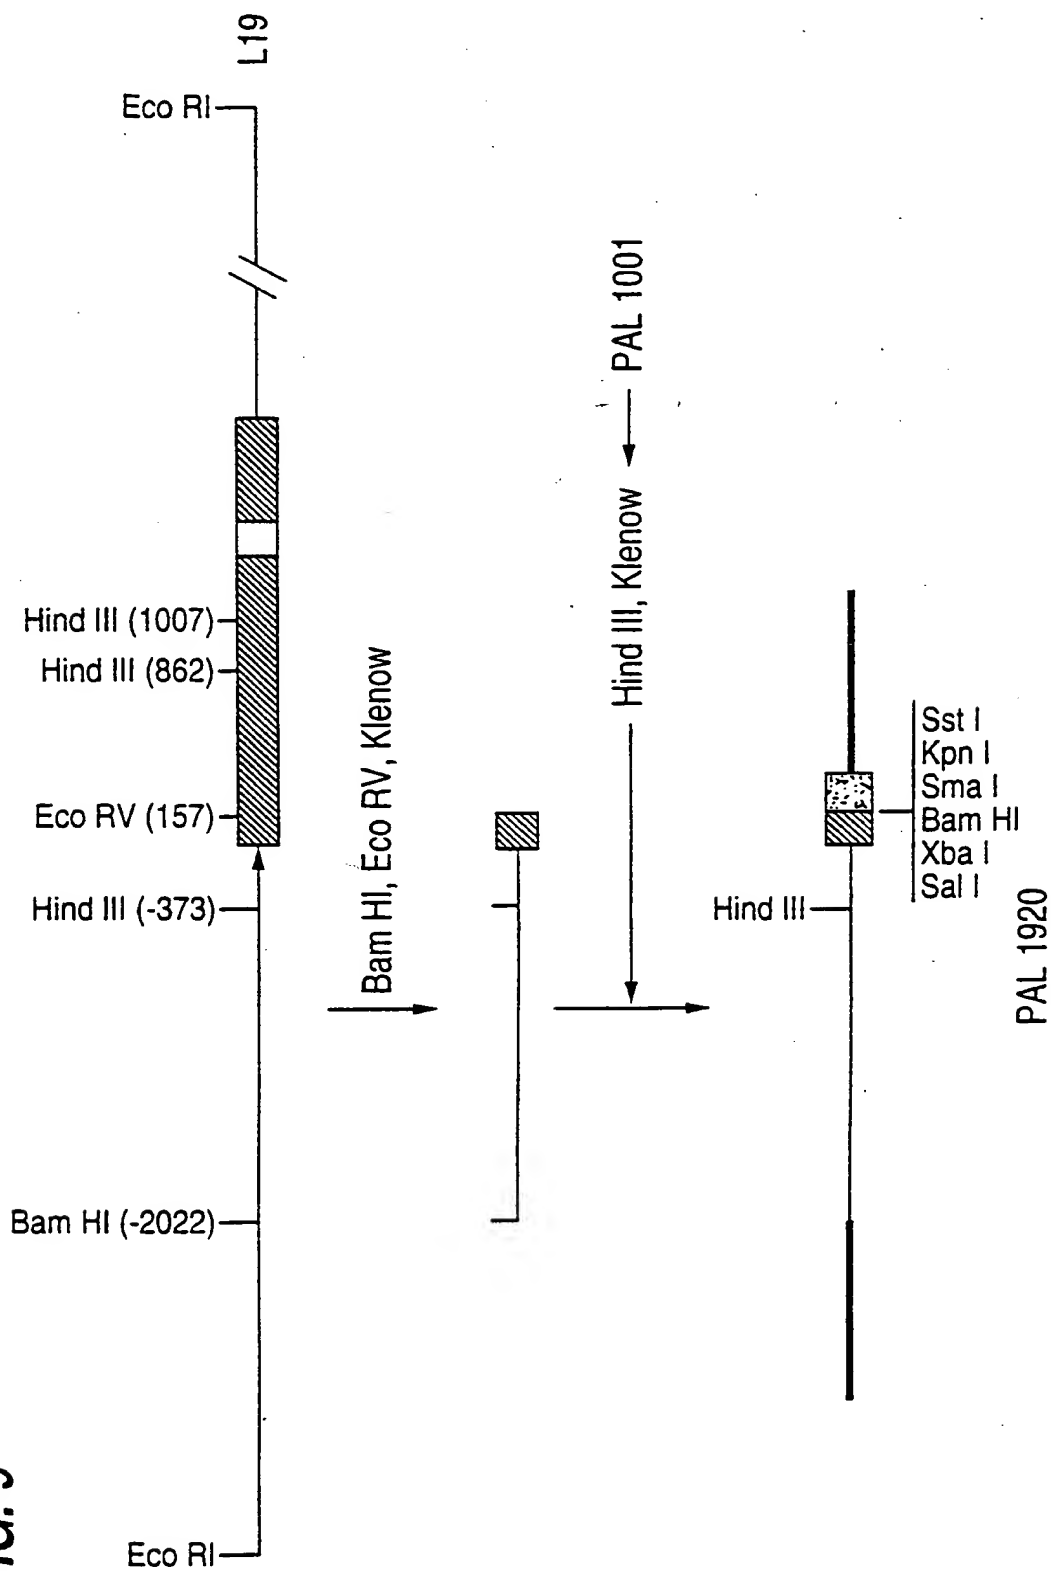 L19
Eco RI
Hind III (1007)
Hind III (862)
Eco RV (157)
Hind III (-373)
Bam HI (-2022)
Eco RI
Bam HI, Eco RV, Klenow
Hind III, Klenow
PAL 1001
Hind III
Sst I
Kpn I
Sma I
Bam HI
Xba I
Sal I
PAL 1920